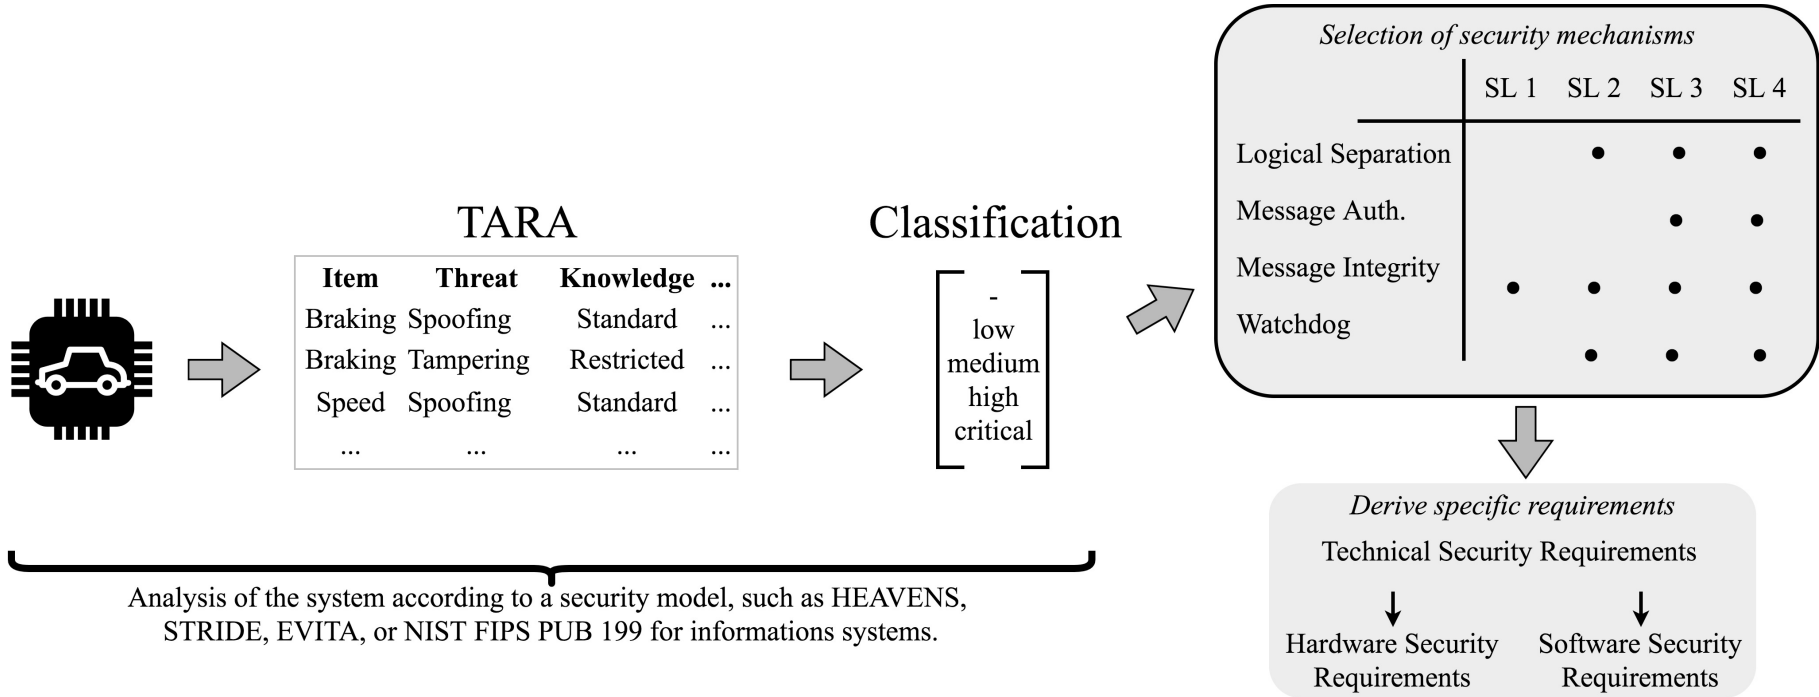 TARA
Item Threat Knowledge ...
Braking Spoofing Standard ...
Braking Tampering Restricted ...
Speed Spoofing Standard ...
... ... ... ...
Classification
-
low
medium
high
critical
Analysis of the system according to a security model, such as HEAVENS,
STRIDE, EVITA, or NIST FIPS PUB 199 for informations systems.
Selection of security mechanisms
SL 1 SL 2 SL 3 SL 4
Logical Separation • • •
Message Auth. • •
Message Integrity • • • •
Watchdog • • •
Derive specific requirements
Technical Security Requirements
Hardware Security
Requirements
Software Security
Requirements